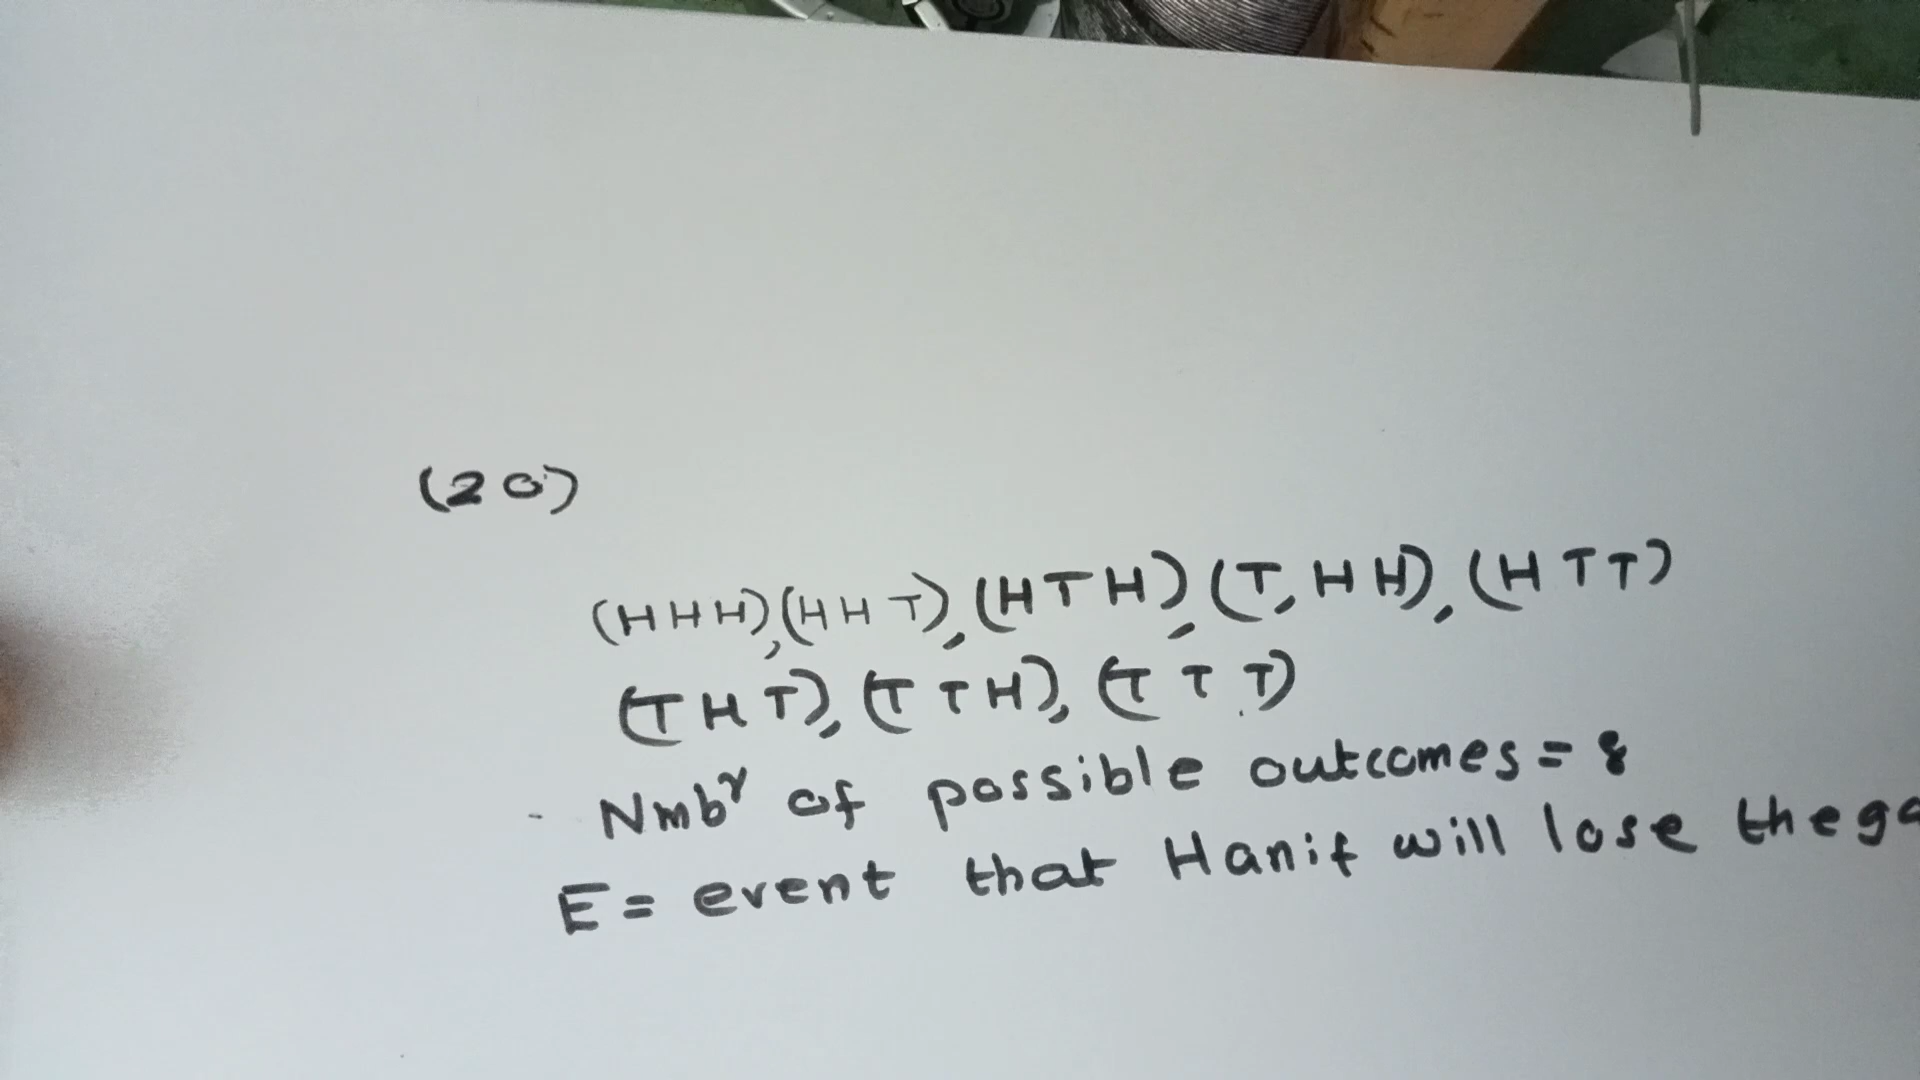 (20)
(HHH),(HHT),(HTH),(T,HH),(HTT)
(THT),(TTH),(TTT)
- Nmbr of possible outcomes = 8
E = event that Hanif will lose the